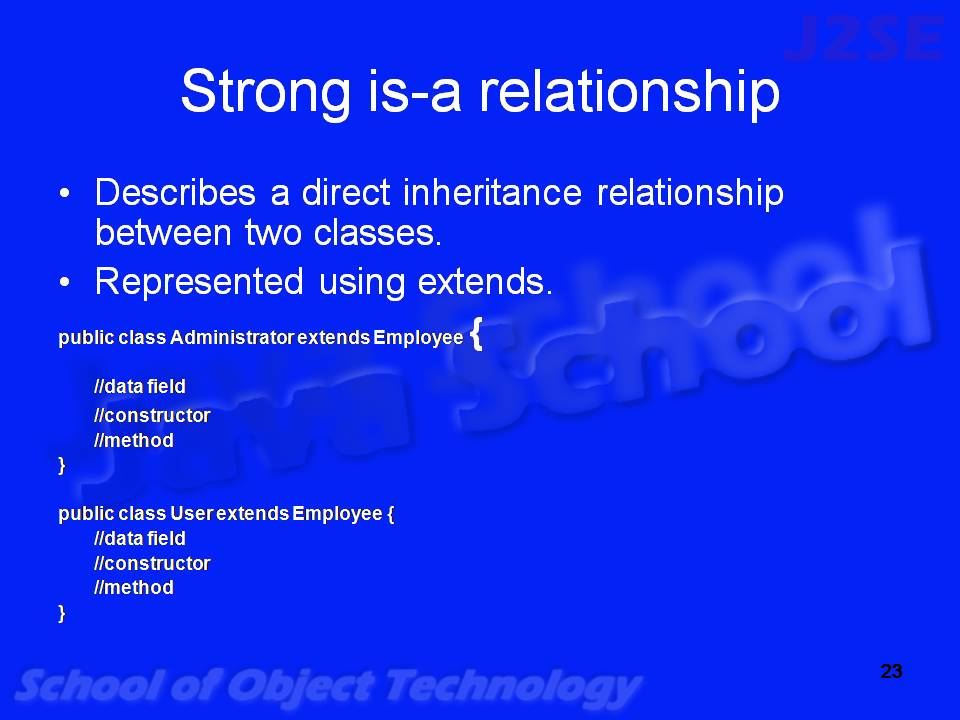 J2SE
Strong is-a relationship
• Describes a direct inheritance relationship
between two classes.
• Represented using extends.
public class Administrator extends Employee {
//data field
//constructor
//method
}
public class User extends Employee {
//data field
//constructor
//method
}
Java School
School of Object Technology
23